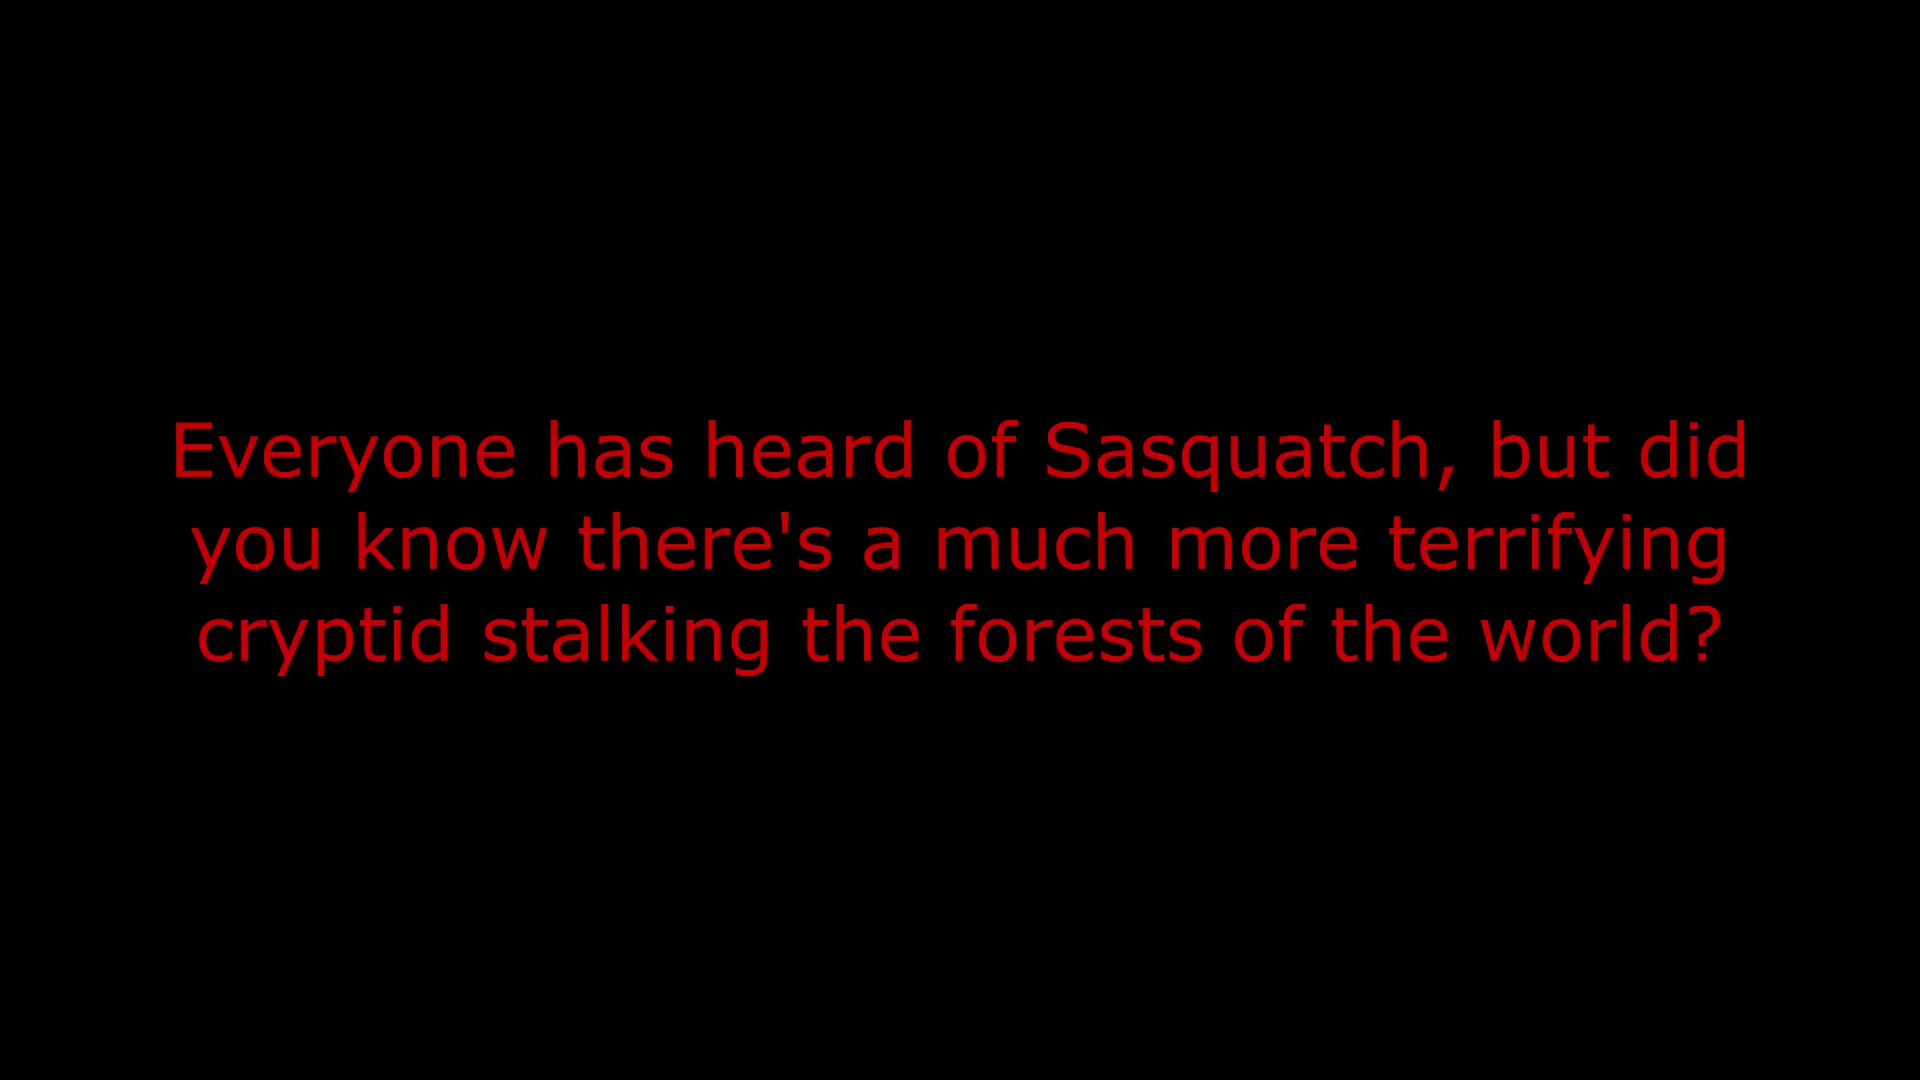 Everyone has heard of Sasquatch, but did
you know there's a much more terrifying
cryptid stalking the forests of the world?